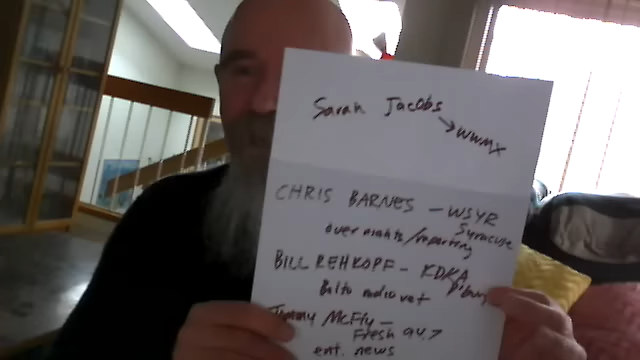 Sarah Jacobs
→ WWMX
CHRIS BARNES - WSYR
Syracuse
overnights/reporting
BILL REHKOPF - KDKA
P'burg
Balto radio vet
Tommy McFly -
Fresh 94.7
ent. news